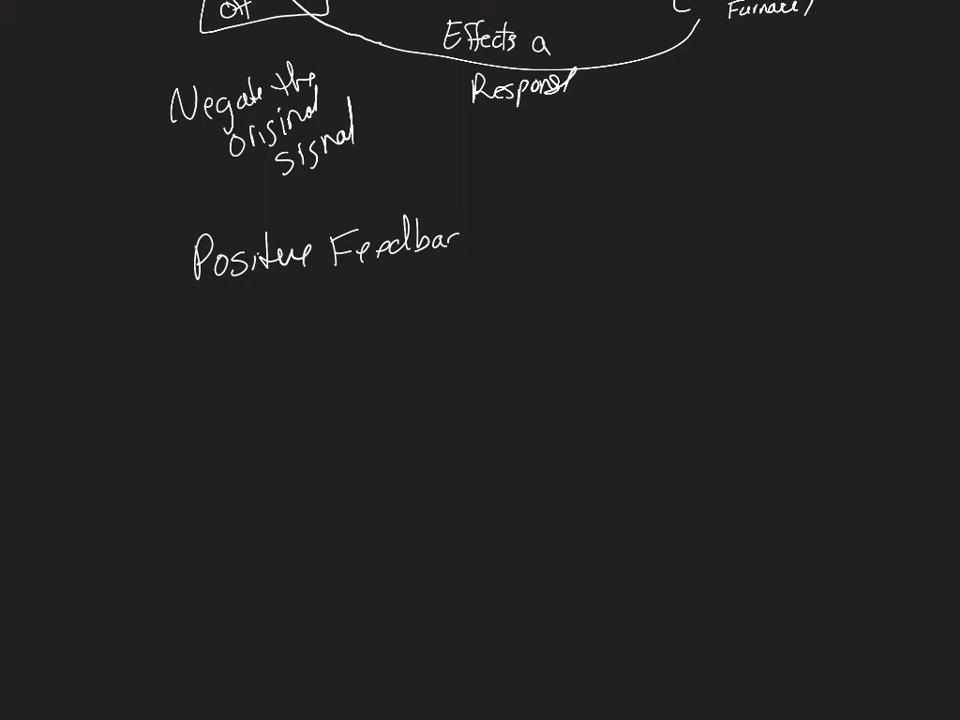 Off
Furnace)
Effects a
Response
Negate the
original
signal
Positive Feedbac